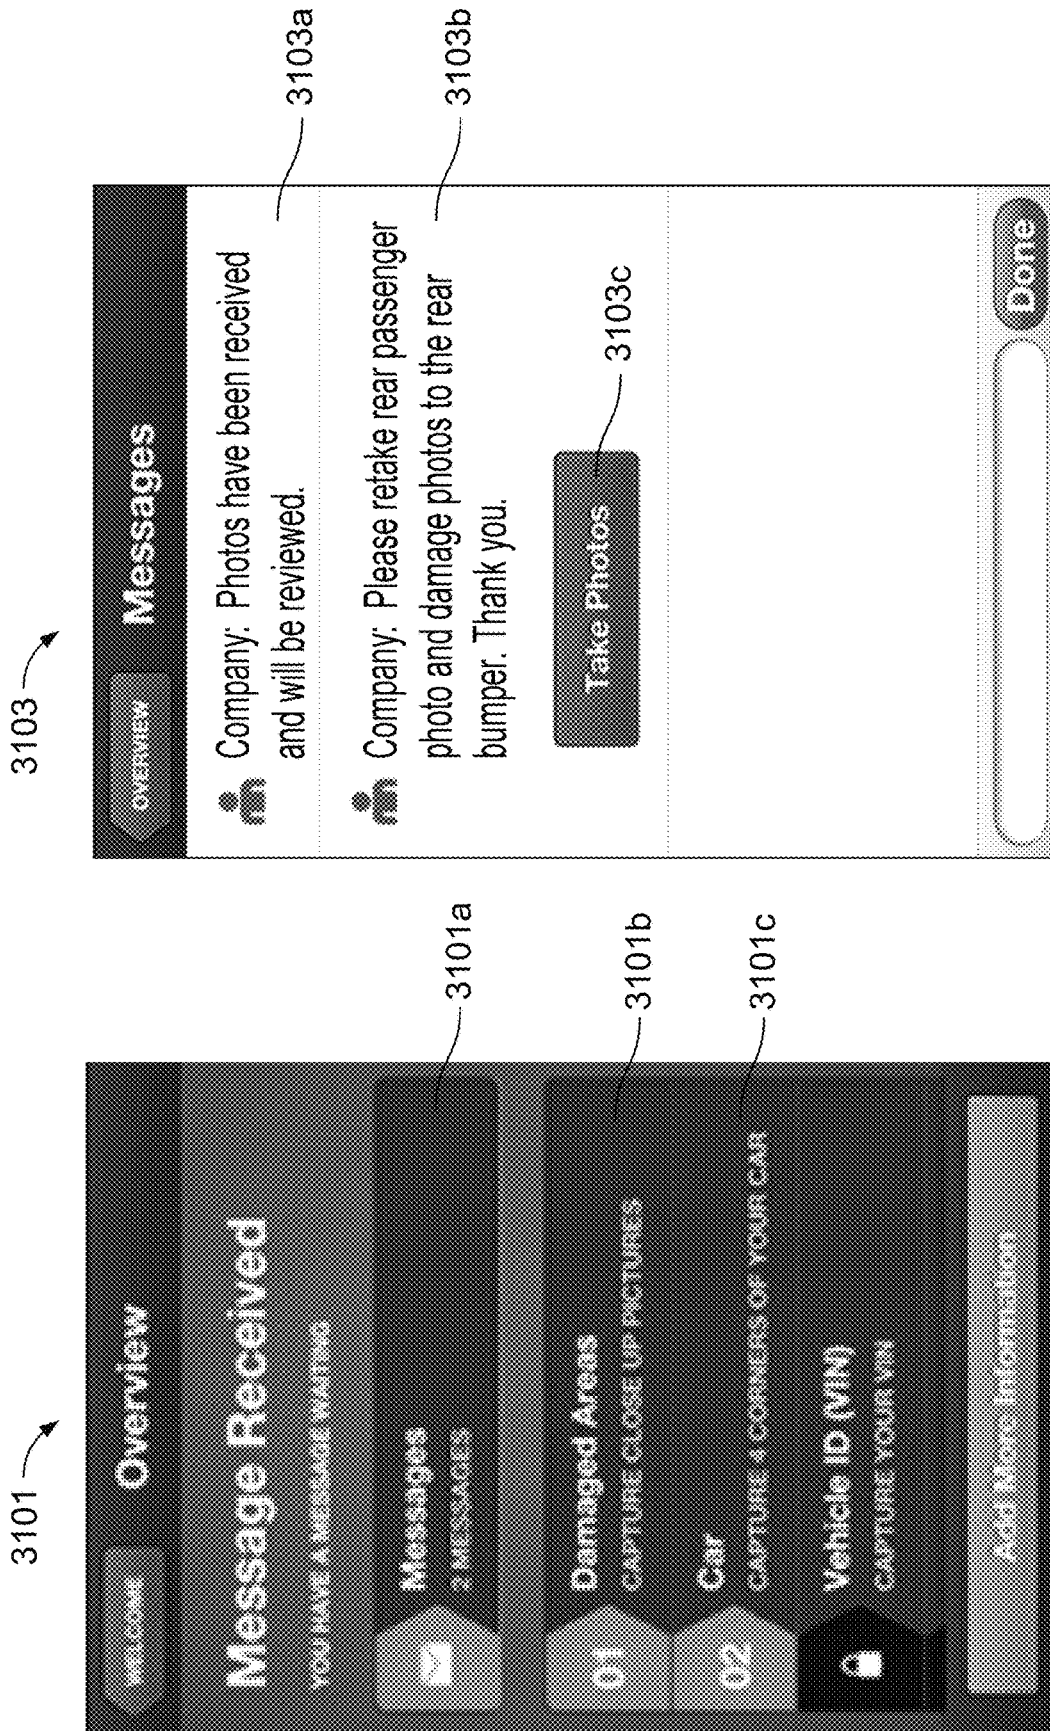 3101
WELCOME
Overview
Message Received
YOU HAVE A MESSAGE WAITING
Messages
2 MESSAGES
3101a
01
Damaged Areas
CAPTURE CLOSE UP PICTURES
3101b
02
Car
CAPTURE 4 CORNERS OF YOUR CAR
3101c
Vehicle ID (VIN)
CAPTURE YOUR VIN
Add More Information
3103
OVERVIEW
Messages
Company: Photos have been received
and will be reviewed.
3103a
Company: Please retake rear passenger
photo and damage photos to the rear
bumper. Thank you.
3103b
Take Photos
3103c
Done